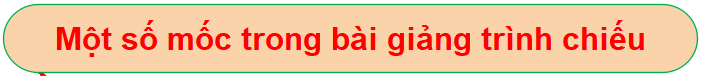 Một số mốc trong bài giảng trình chiếu